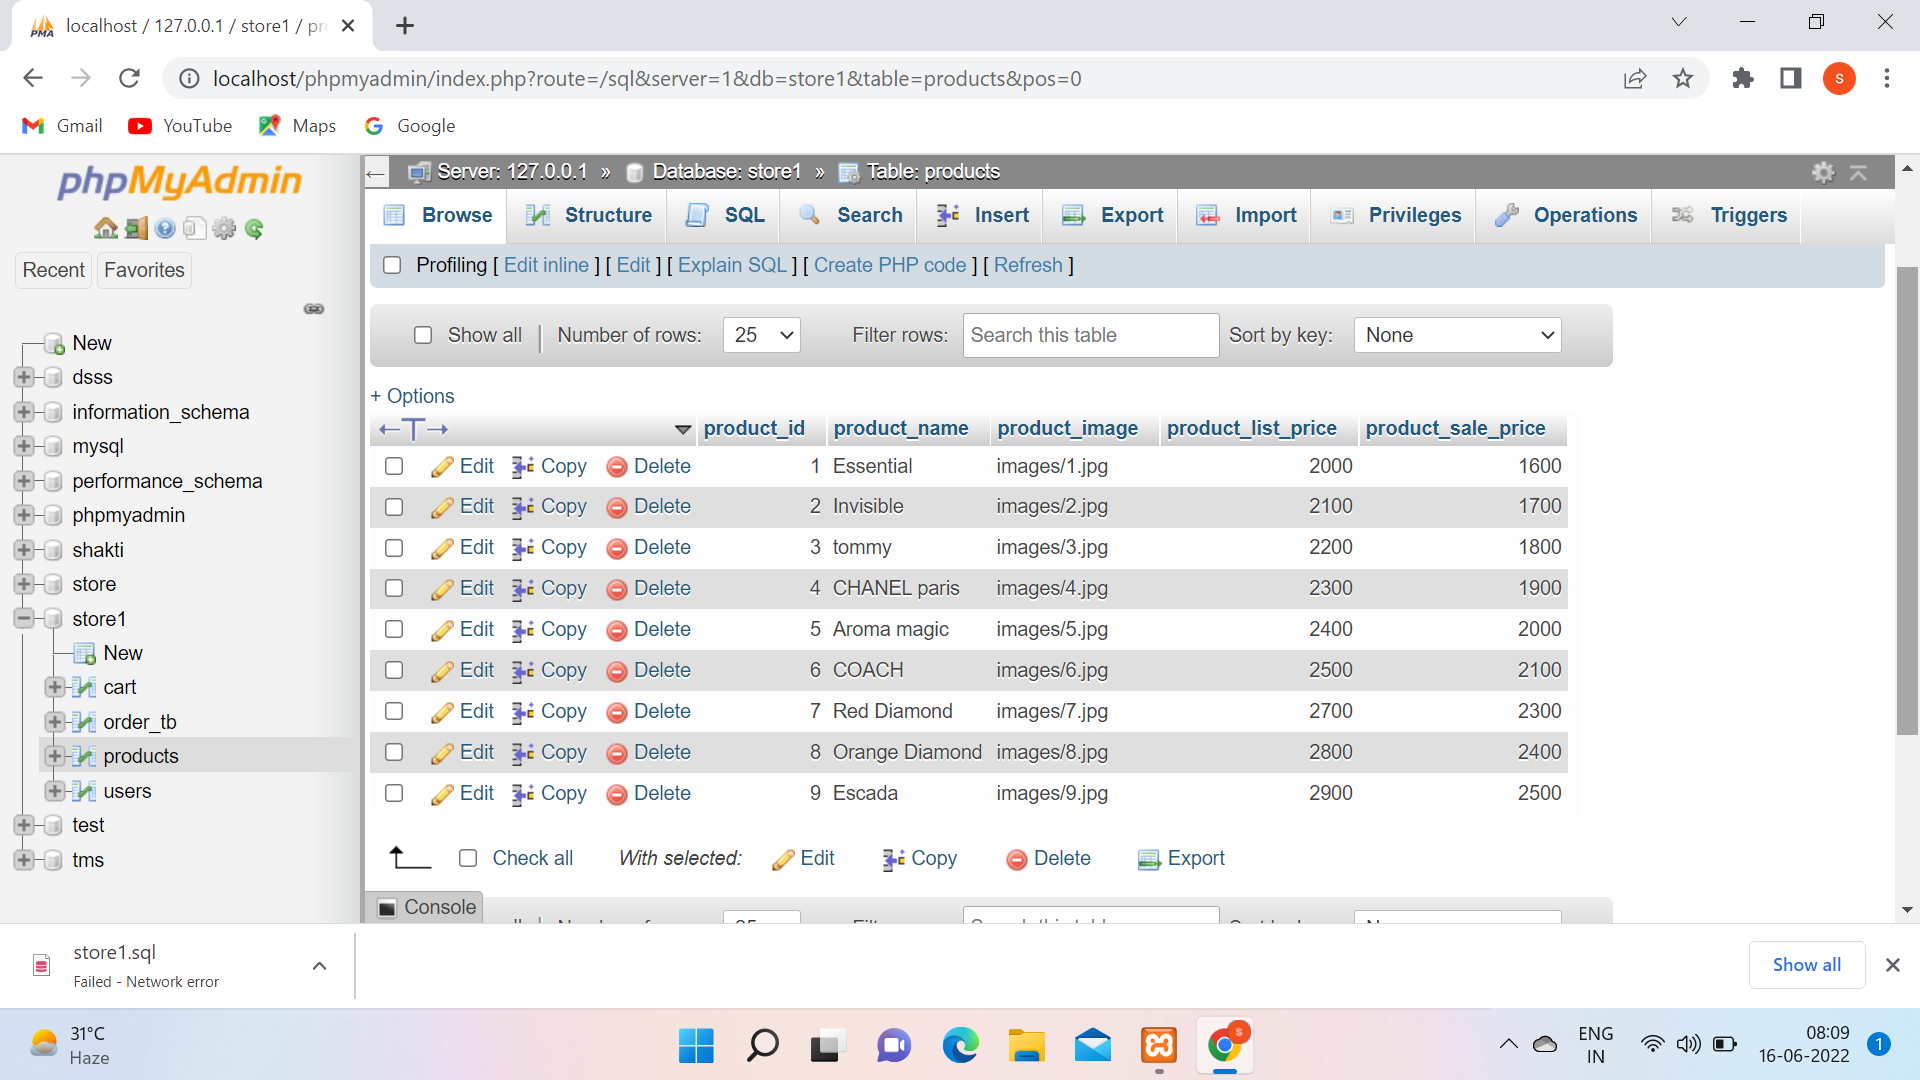 localhost / 127.0.0.1 / store1 / pr
localhost/phpmyadmin/index.php?route=/sql&server=1&db=store1&table=products&pos=0
s
Gmail YouTube Maps Google
phpMyAdmin
Recent Favorites
New
dsss
information_schema
mysql
performance_schema
phpmyadmin
shakti
store
store1
New
cart
order_tb
products
users
test
tms
Server: 127.0.0.1 » Database: store1 » Table: products
Browse Structure SQL Search Insert Export Import Privileges Operations Triggers
Profiling [ Edit inline ] [ Edit ] [ Explain SQL ] [ Create PHP code ] [ Refresh ]
Show all | Number of rows: 25 Filter rows: Search this table Sort by key: None
+ Options
product_id product_name product_image product_list_price product_sale_price
Edit Copy Delete 1 Essential images/1.jpg 2000 1600
Edit Copy Delete 2 Invisible images/2.jpg 2100 1700
Edit Copy Delete 3 tommy images/3.jpg 2200 1800
Edit Copy Delete 4 CHANEL paris images/4.jpg 2300 1900
Edit Copy Delete 5 Aroma magic images/5.jpg 2400 2000
Edit Copy Delete 6 COACH images/6.jpg 2500 2100
Edit Copy Delete 7 Red Diamond images/7.jpg 2700 2300
Edit Copy Delete 8 Orange Diamond images/8.jpg 2800 2400
Edit Copy Delete 9 Escada images/9.jpg 2900 2500
Check all With selected: Edit Copy Delete Export
Console
store1.sql
Failed - Network error
Show all
31°C
Haze
ENG
IN
08:09
16-06-2022
1